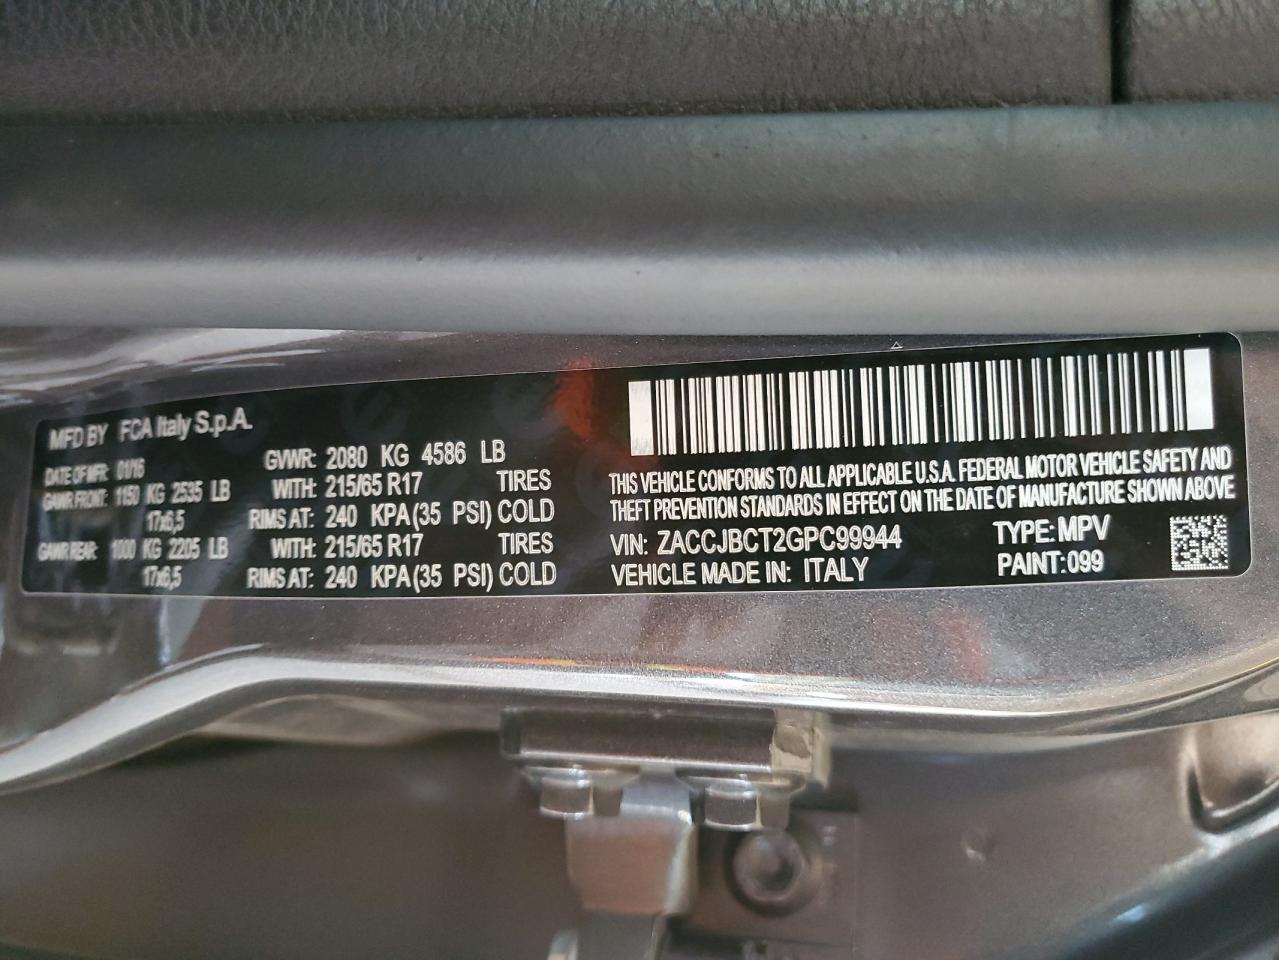 MFD BY FCA Italy S.p.A.
DATE OF MFR: 01/16 GVWR: 2080 KG 4586 LB
GAWR FRONT: 1150 KG 2535 LB WITH: 215/65 R17 TIRES
17x6,5 RIMS AT: 240 KPA (35 PSI) COLD
GAWR REAR: 1000 KG 2205 LB WITH: 215/65 R17 TIRES
17x6,5 RIMS AT: 240 KPA (35 PSI) COLD
THIS VEHICLE CONFORMS TO ALL APPLICABLE U.S.A. FEDERAL MOTOR VEHICLE SAFETY AND
THEFT PREVENTION STANDARDS IN EFFECT ON THE DATE OF MANUFACTURE SHOWN ABOVE
VIN: ZACCJBCT2GPC99944 TYPE: MPV
VEHICLE MADE IN: ITALY PAINT: 099